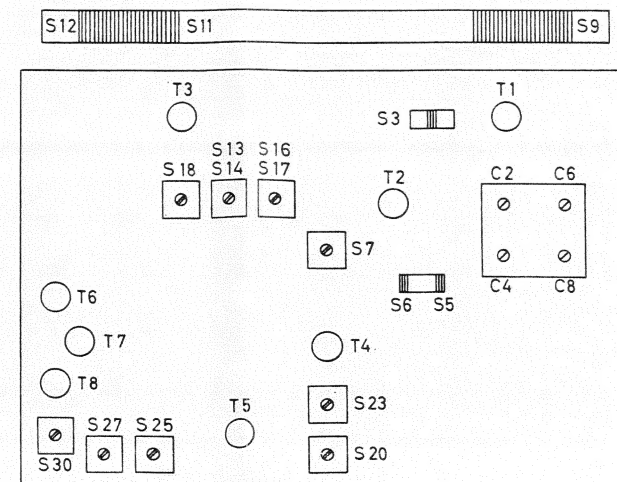 S12 S11 S9
T3 T1
S3
S13 S16
S18 S14 S17
T2 C2 C6
S7
C4 C8
T6 S6 S5
T7 T4
T8
S23
T5
S27 S25
S30 S20